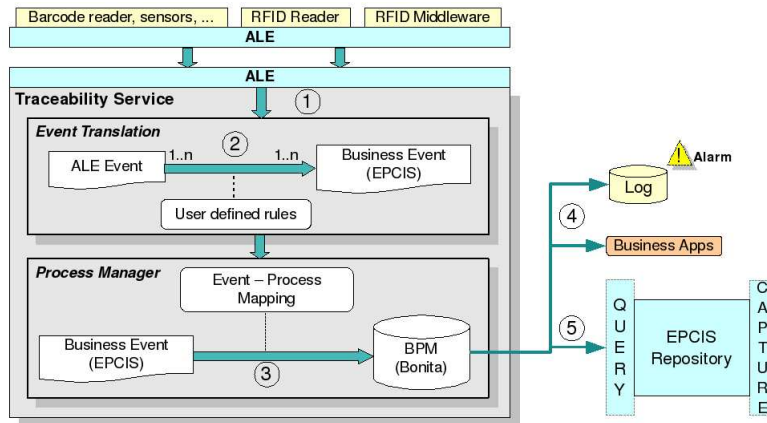 Barcode reader, sensors, ...
RFID Reader
RFID Middleware
ALE
ALE
Traceability Service
1
Event Translation
2
ALE Event
1..n
1..n
Business Event
(EPCIS)
User defined rules
Process Manager
Event – Process
Mapping
Business Event
(EPCIS)
3
BPM
(Bonita)
!
Alarm
Log
4
Business Apps
5
QUERY
EPCIS
Repository
CAPTURE